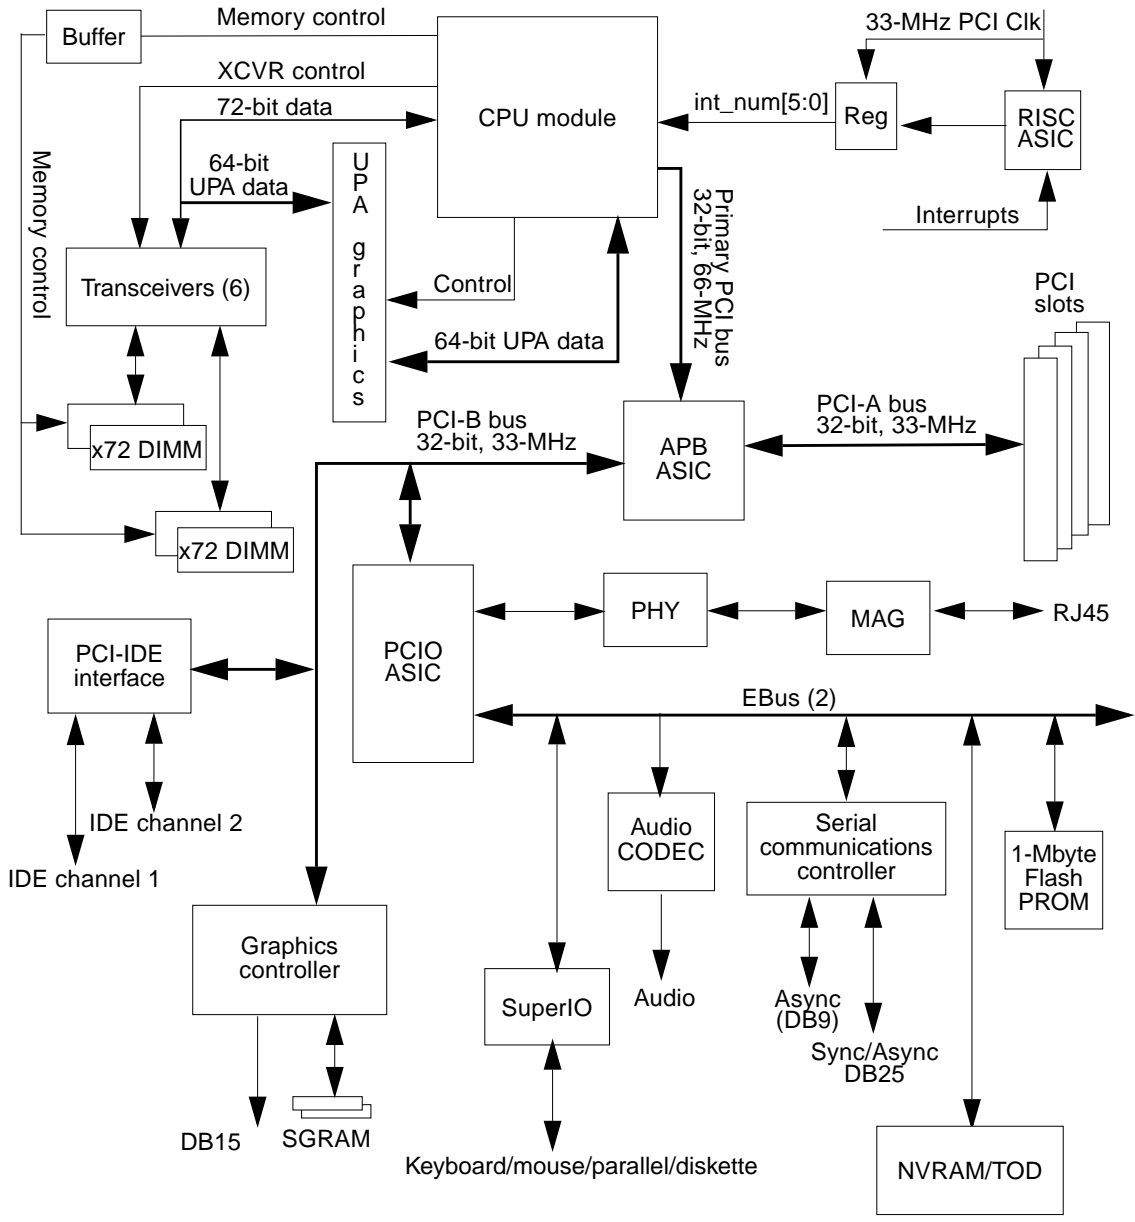 Memory control
33-MHz PCI Clk
Buffer
XCVR control
72-bit data
CPU module
int_num[5:0]
Reg
RISC
ASIC
64-bit
UPA data
UPA graphics
Memory control
Interrupts
Primary PCI bus
32-bit, 66-MHz
Transceivers (6)
Control
PCI
slots
64-bit UPA data
PCI-B bus
32-bit, 33-MHz
PCI-A bus
32-bit, 33-MHz
APB
ASIC
x72 DIMM
x72 DIMM
PHY
MAG
RJ45
PCI-IDE
interface
PCIO
ASIC
EBus (2)
IDE channel 2
IDE channel 1
Audio
CODEC
Serial
communications
controller
1-Mbyte
Flash
PROM
Graphics
controller
SuperIO
Audio
Async
(DB9)
Sync/Async
DB25
DB15
SGRAM
Keyboard/mouse/parallel/diskette
NVRAM/TOD